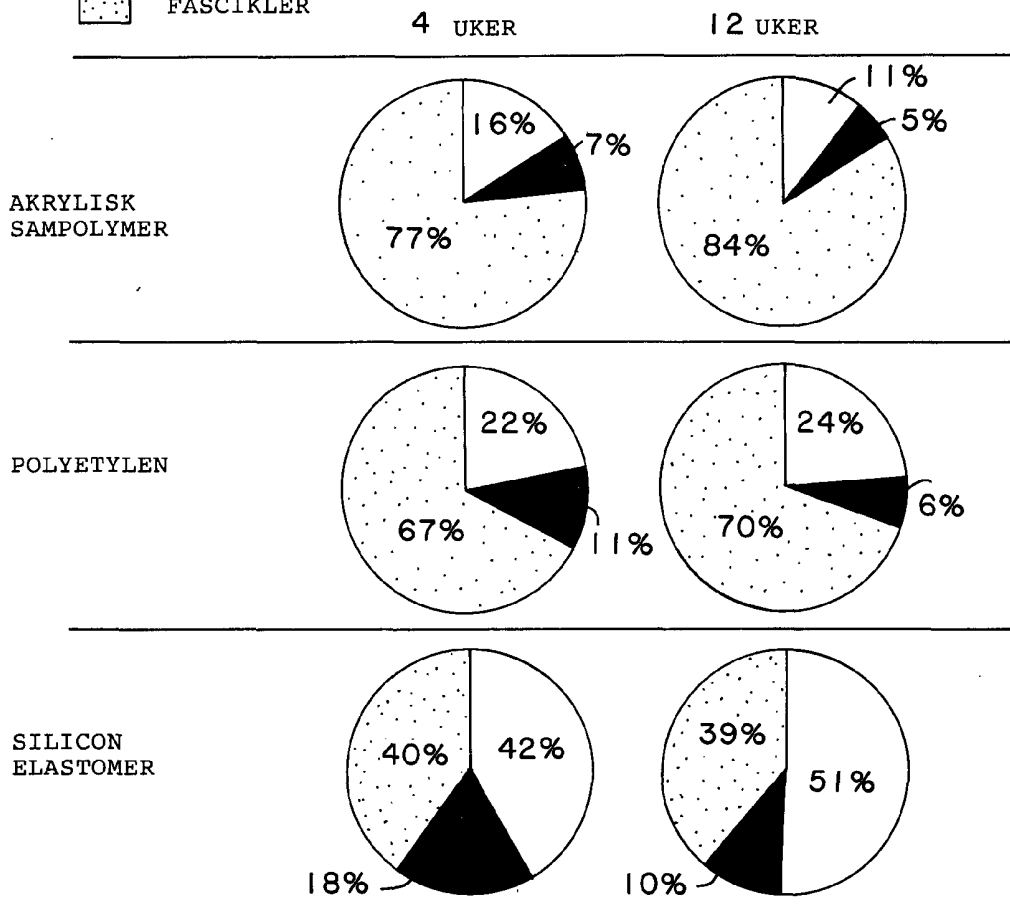 FASCIKLER
4 UKER 12 UKER
11%
16% 7% 5%
AKRYLISK
SAMPOLYMER
77% 84%
22% 24%
POLYETYLEN
67% 11% 70% 6%
SILICON
ELASTOMER
40% 42% 39% 51%
18% 10%